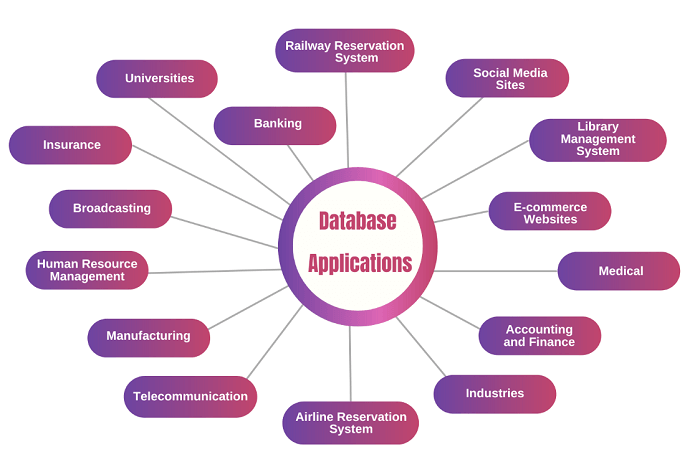 Railway Reservation
System
Social Media
Sites
Universities
Banking
Library
Management
System
Insurance
Broadcasting
E-commerce
Websites
Database
Applications
Human Resource
Management
Medical
Manufacturing
Accounting
and Finance
Telecommunication
Industries
Airline Reservation
System